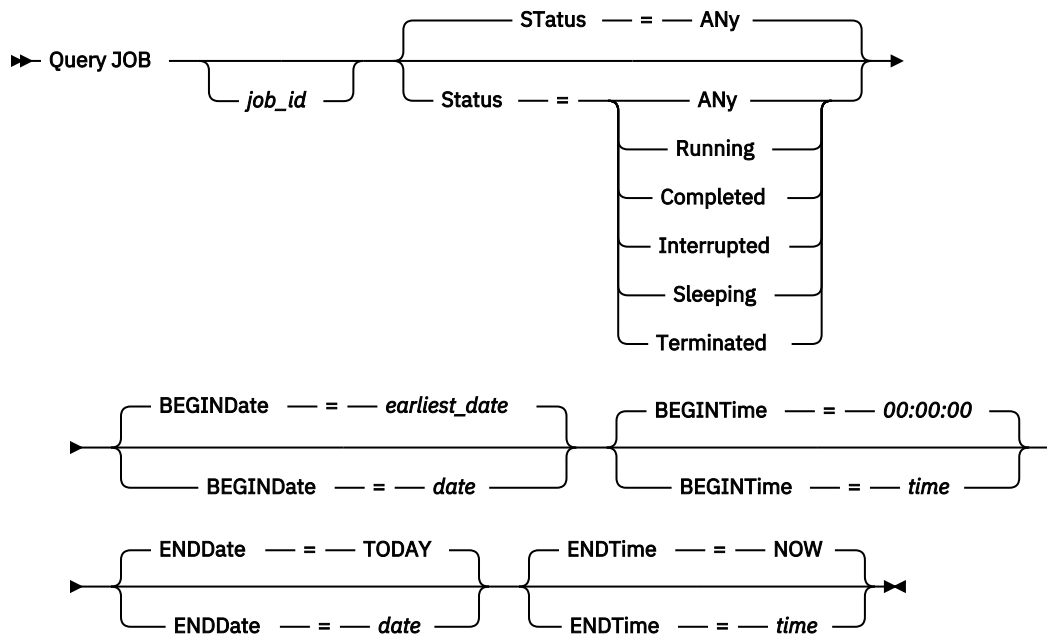 STatus = ANy
Query JOB
job_id
Status = ANy
Running
Completed
Interrupted
Sleeping
Terminated
BEGINDate = earliest_date BEGINTime = 00:00:00
BEGINDate = date BEGINTime = time
ENDDate = TODAY ENDTime = NOW
ENDDate = date ENDTime = time